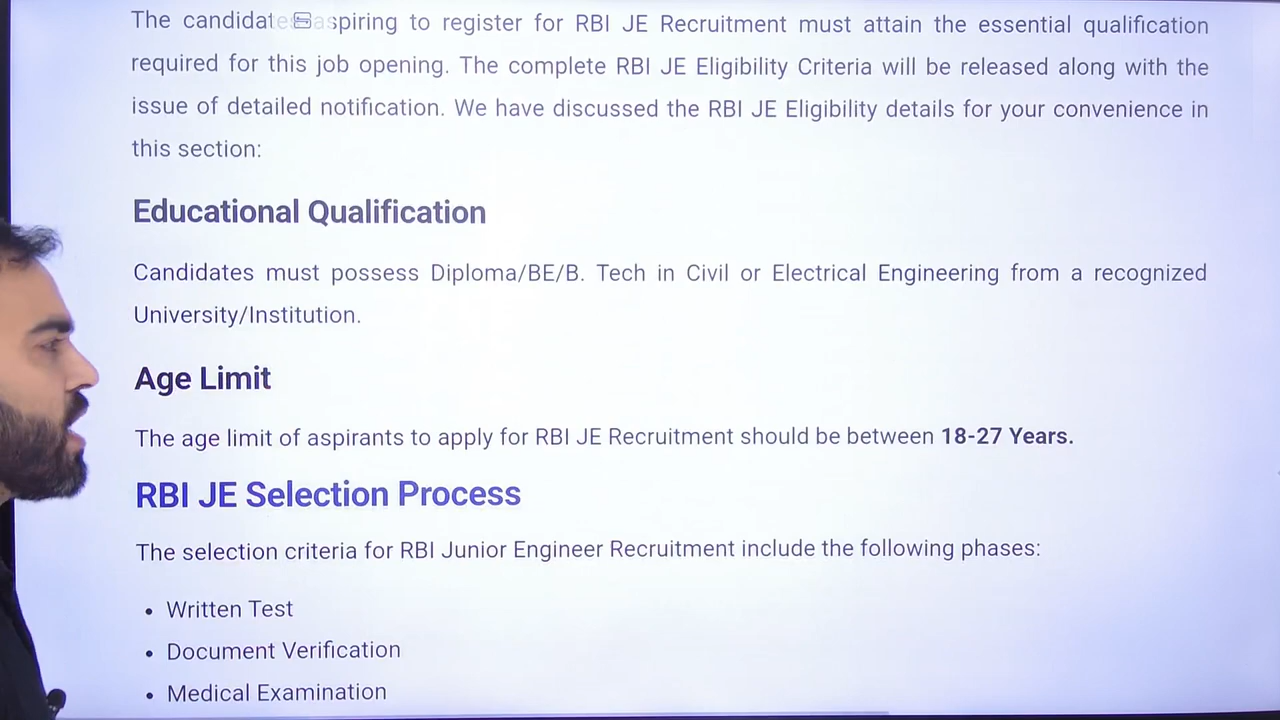 The candidates aspiring to register for RBI JE Recruitment must attain the essential qualification
required for this job opening. The complete RBI JE Eligibility Criteria will be released along with the
issue of detailed notification. We have discussed the RBI JE Eligibility details for your convenience in
this section:
Educational Qualification
Candidates must possess Diploma/BE/B. Tech in Civil or Electrical Engineering from a recognized
University/Institution.
Age Limit
The age limit of aspirants to apply for RBI JE Recruitment should be between 18-27 Years.
RBI JE Selection Process
The selection criteria for RBI Junior Engineer Recruitment include the following phases:
• Written Test
• Document Verification
• Medical Examination